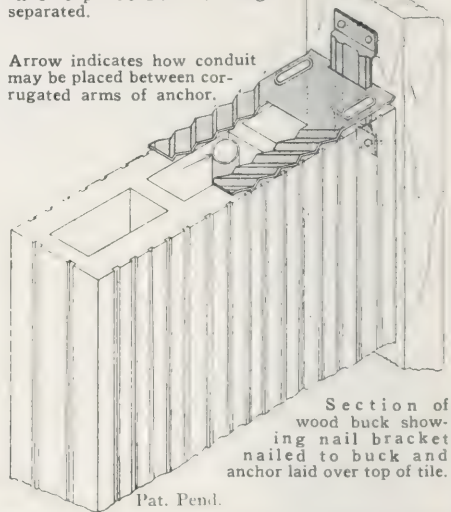 separated.
Arrow indicates how conduit
may be placed between cor-
rugated arms of anchor.
Section of
wood buck show-
ing nail bracket
nailed to buck and
anchor laid over top of tile.
Pat. Pend.